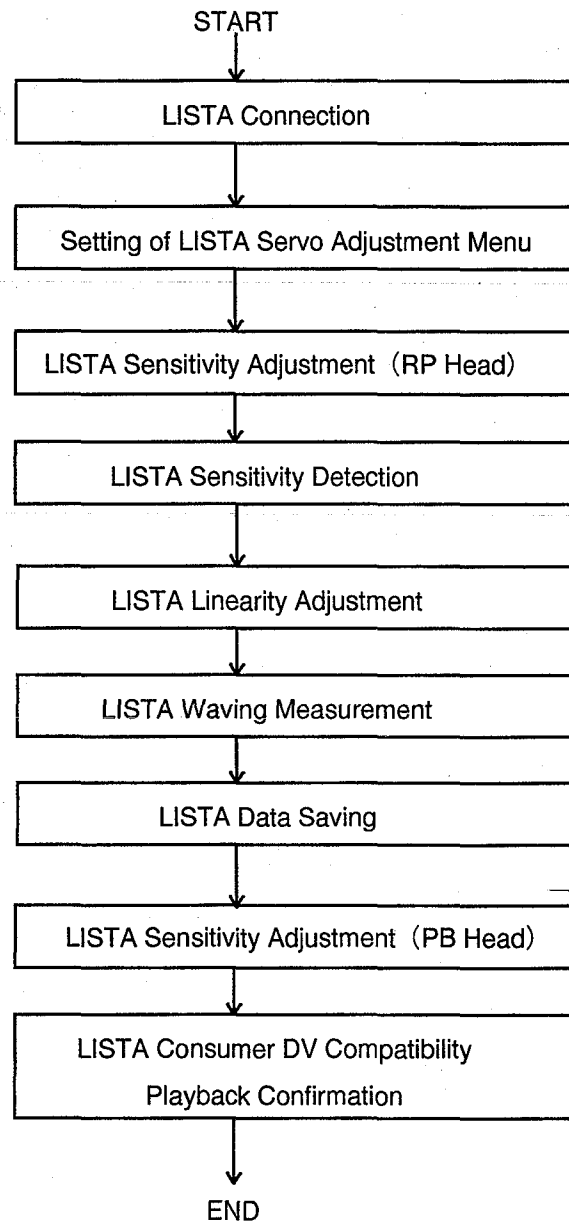 START
LISTA Connection
Setting of LISTA Servo Adjustment Menu
LISTA Sensitivity Adjustment（RP Head）
LISTA Sensitivity Detection
LISTA Linearity Adjustment
LISTA Waving Measurement
LISTA Data Saving
LISTA Sensitivity Adjustment（PB Head）
LISTA Consumer DV Compatibility
Playback Confirmation
END